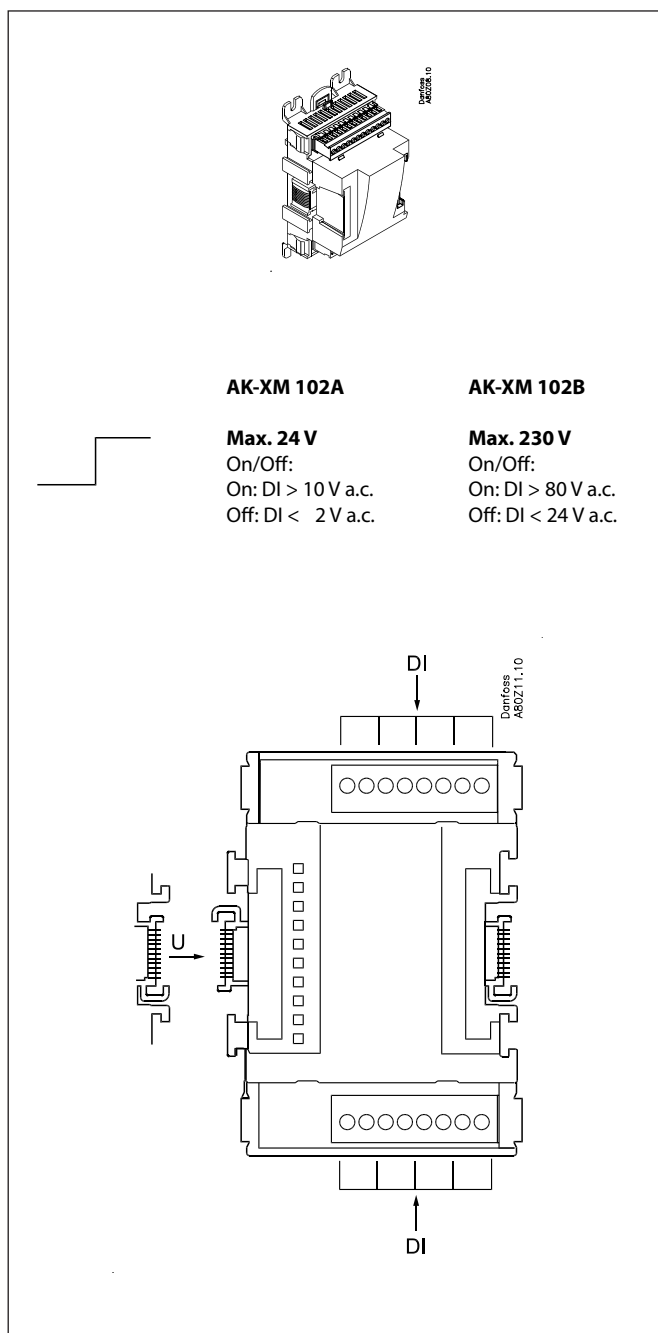 Danfoss
A80Z08.10
AK-XM 102A
AK-XM 102B
Max. 24 V
Max. 230 V
On/Off:
On/Off:
On: DI > 10 V a.c.
On: DI > 80 V a.c.
Off: DI < 2 V a.c.
Off: DI < 24 V a.c.
DI
Danfoss
A80Z11.10
U
DI